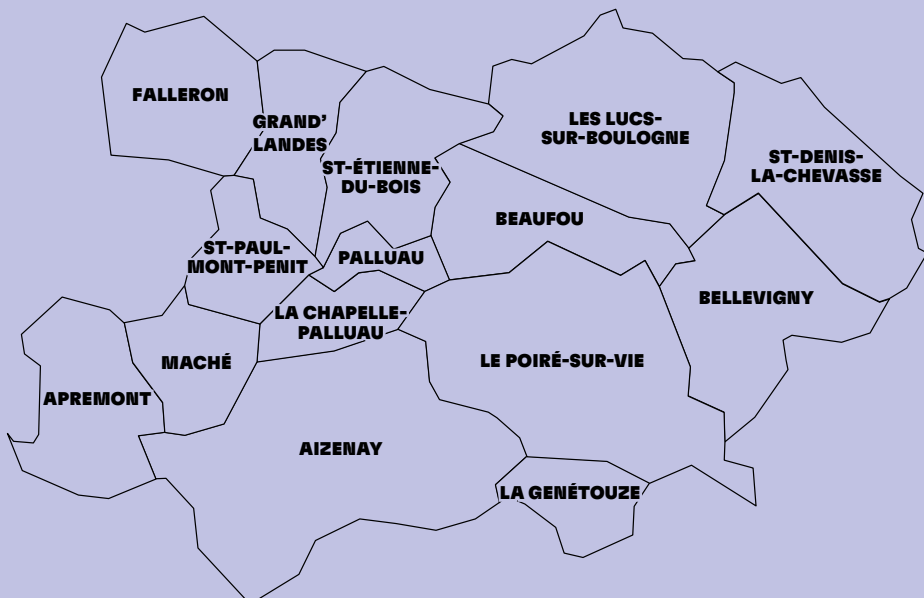 FALLERON
GRAND’
LANDES
LES LUCS-
SUR-BOULOGNE
ST-DENIS-
LA-CHEVASSE
ST-ÉTIENNE-
DU-BOIS
BEAUFOU
ST-PAUL-
MONT-PENIT
PALLUAU
BELLEVIGNY
LA CHAPELLE-
PALLUAU
MACHÉ
LE POIRÉ-SUR-VIE
APREMONT
AIZENAY
LA GENÉTOUZE